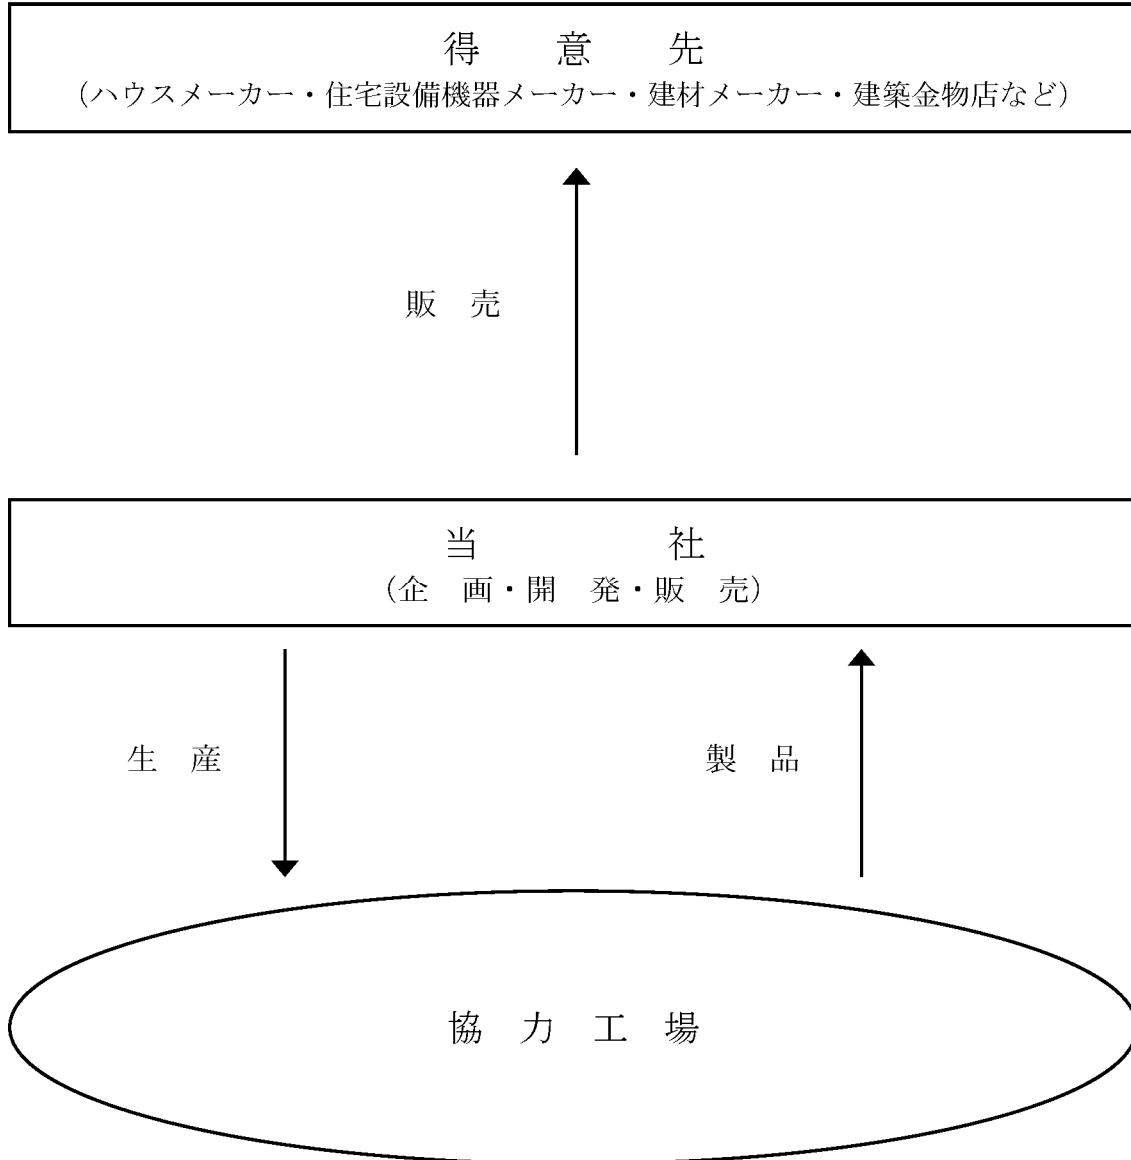 得　意　先
（ハウスメーカー・住宅設備機器メーカー・建材メーカー・建築金物店など）
販　売
当　　　社
（企　画・開　発・販　売）
生　産
製　品
協　力　工　場